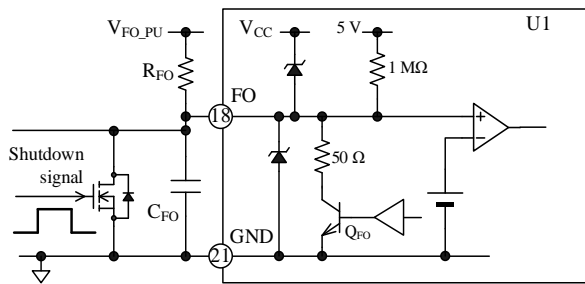 U1
V_FO_PU
V_CC
5 V
R_FO
1 MΩ
FO
18
Shutdown
signal
50 Ω
C_FO
GND
Q_FO
21